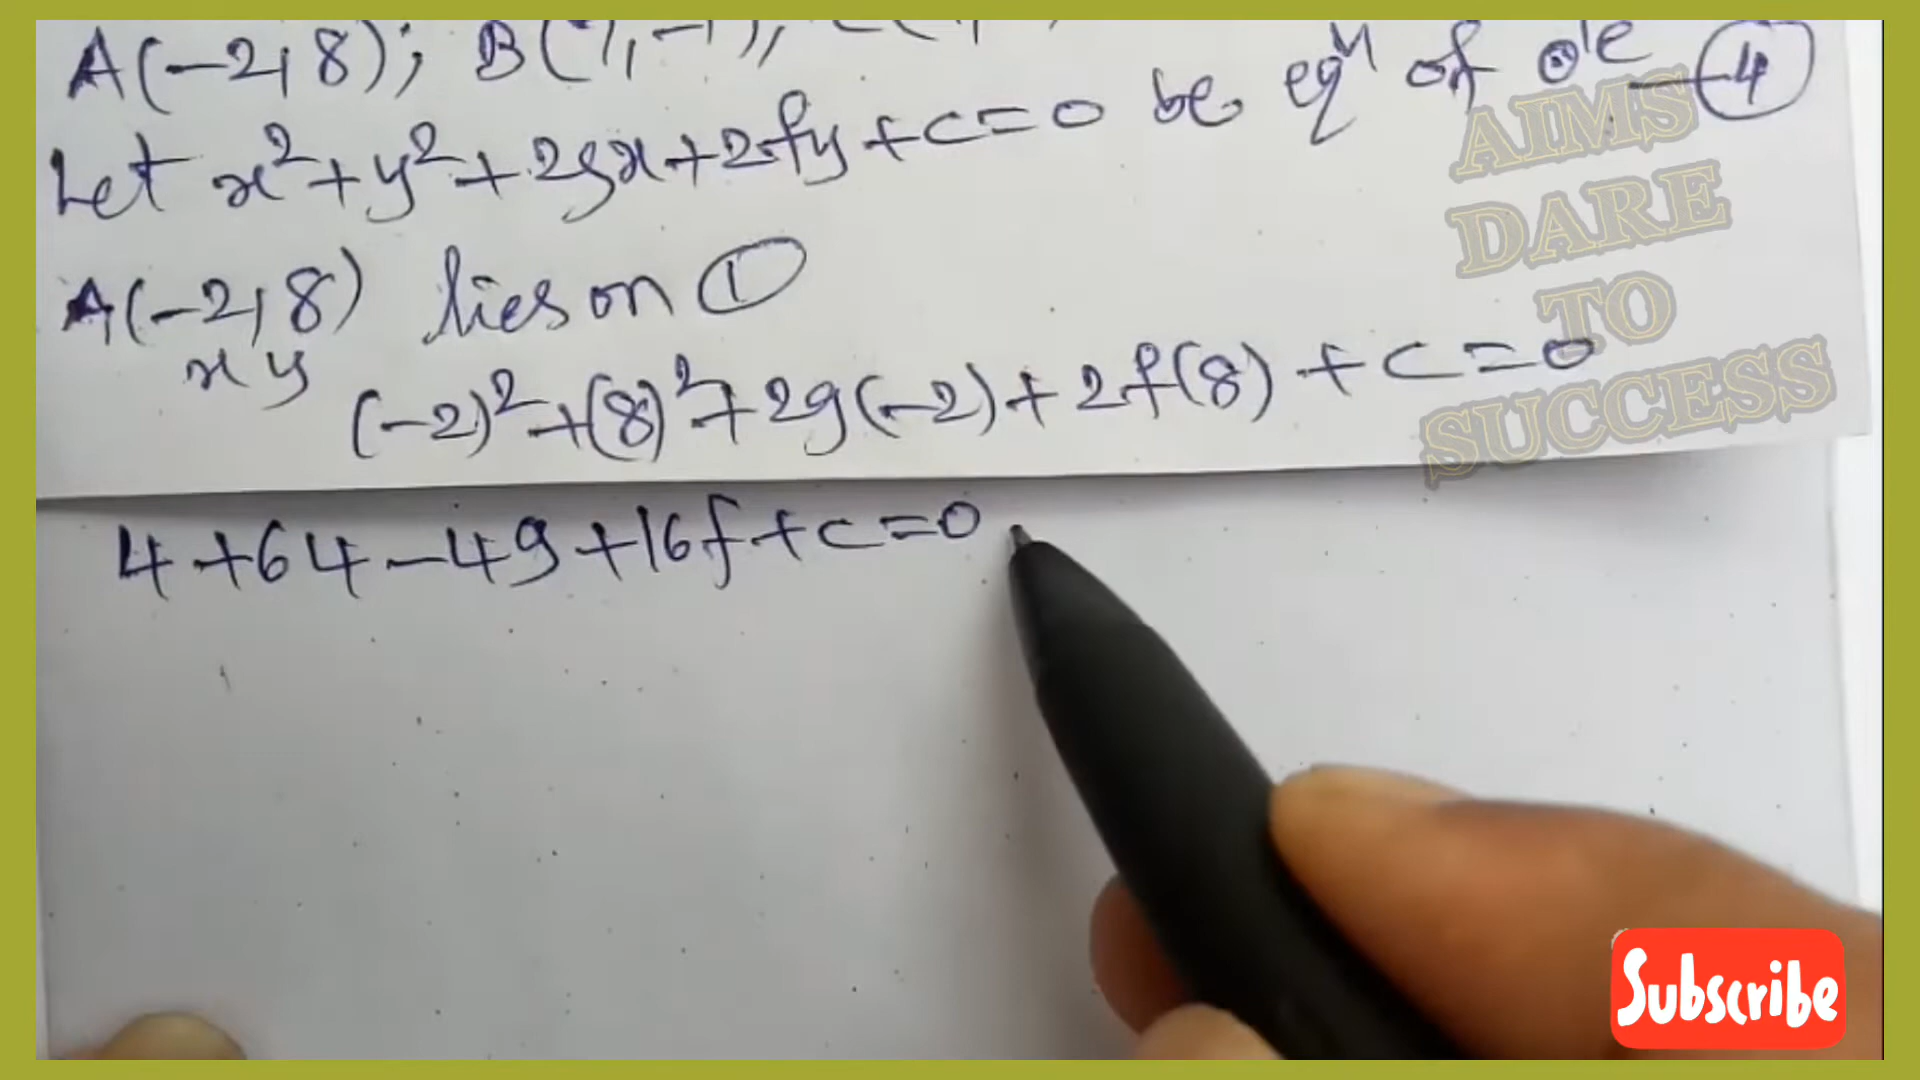 A(-2,8); B(
Let x²+y²+2gx+2fy+c=0 be eqn of ole — 1
A(-2,8) lies on ①
x y
(-2)²+(8)²+2g(-2)+2f(8)+c=0
4+64-4g+16f+c=0
AIMS
DARE
TO
SUCCESS
Subscribe